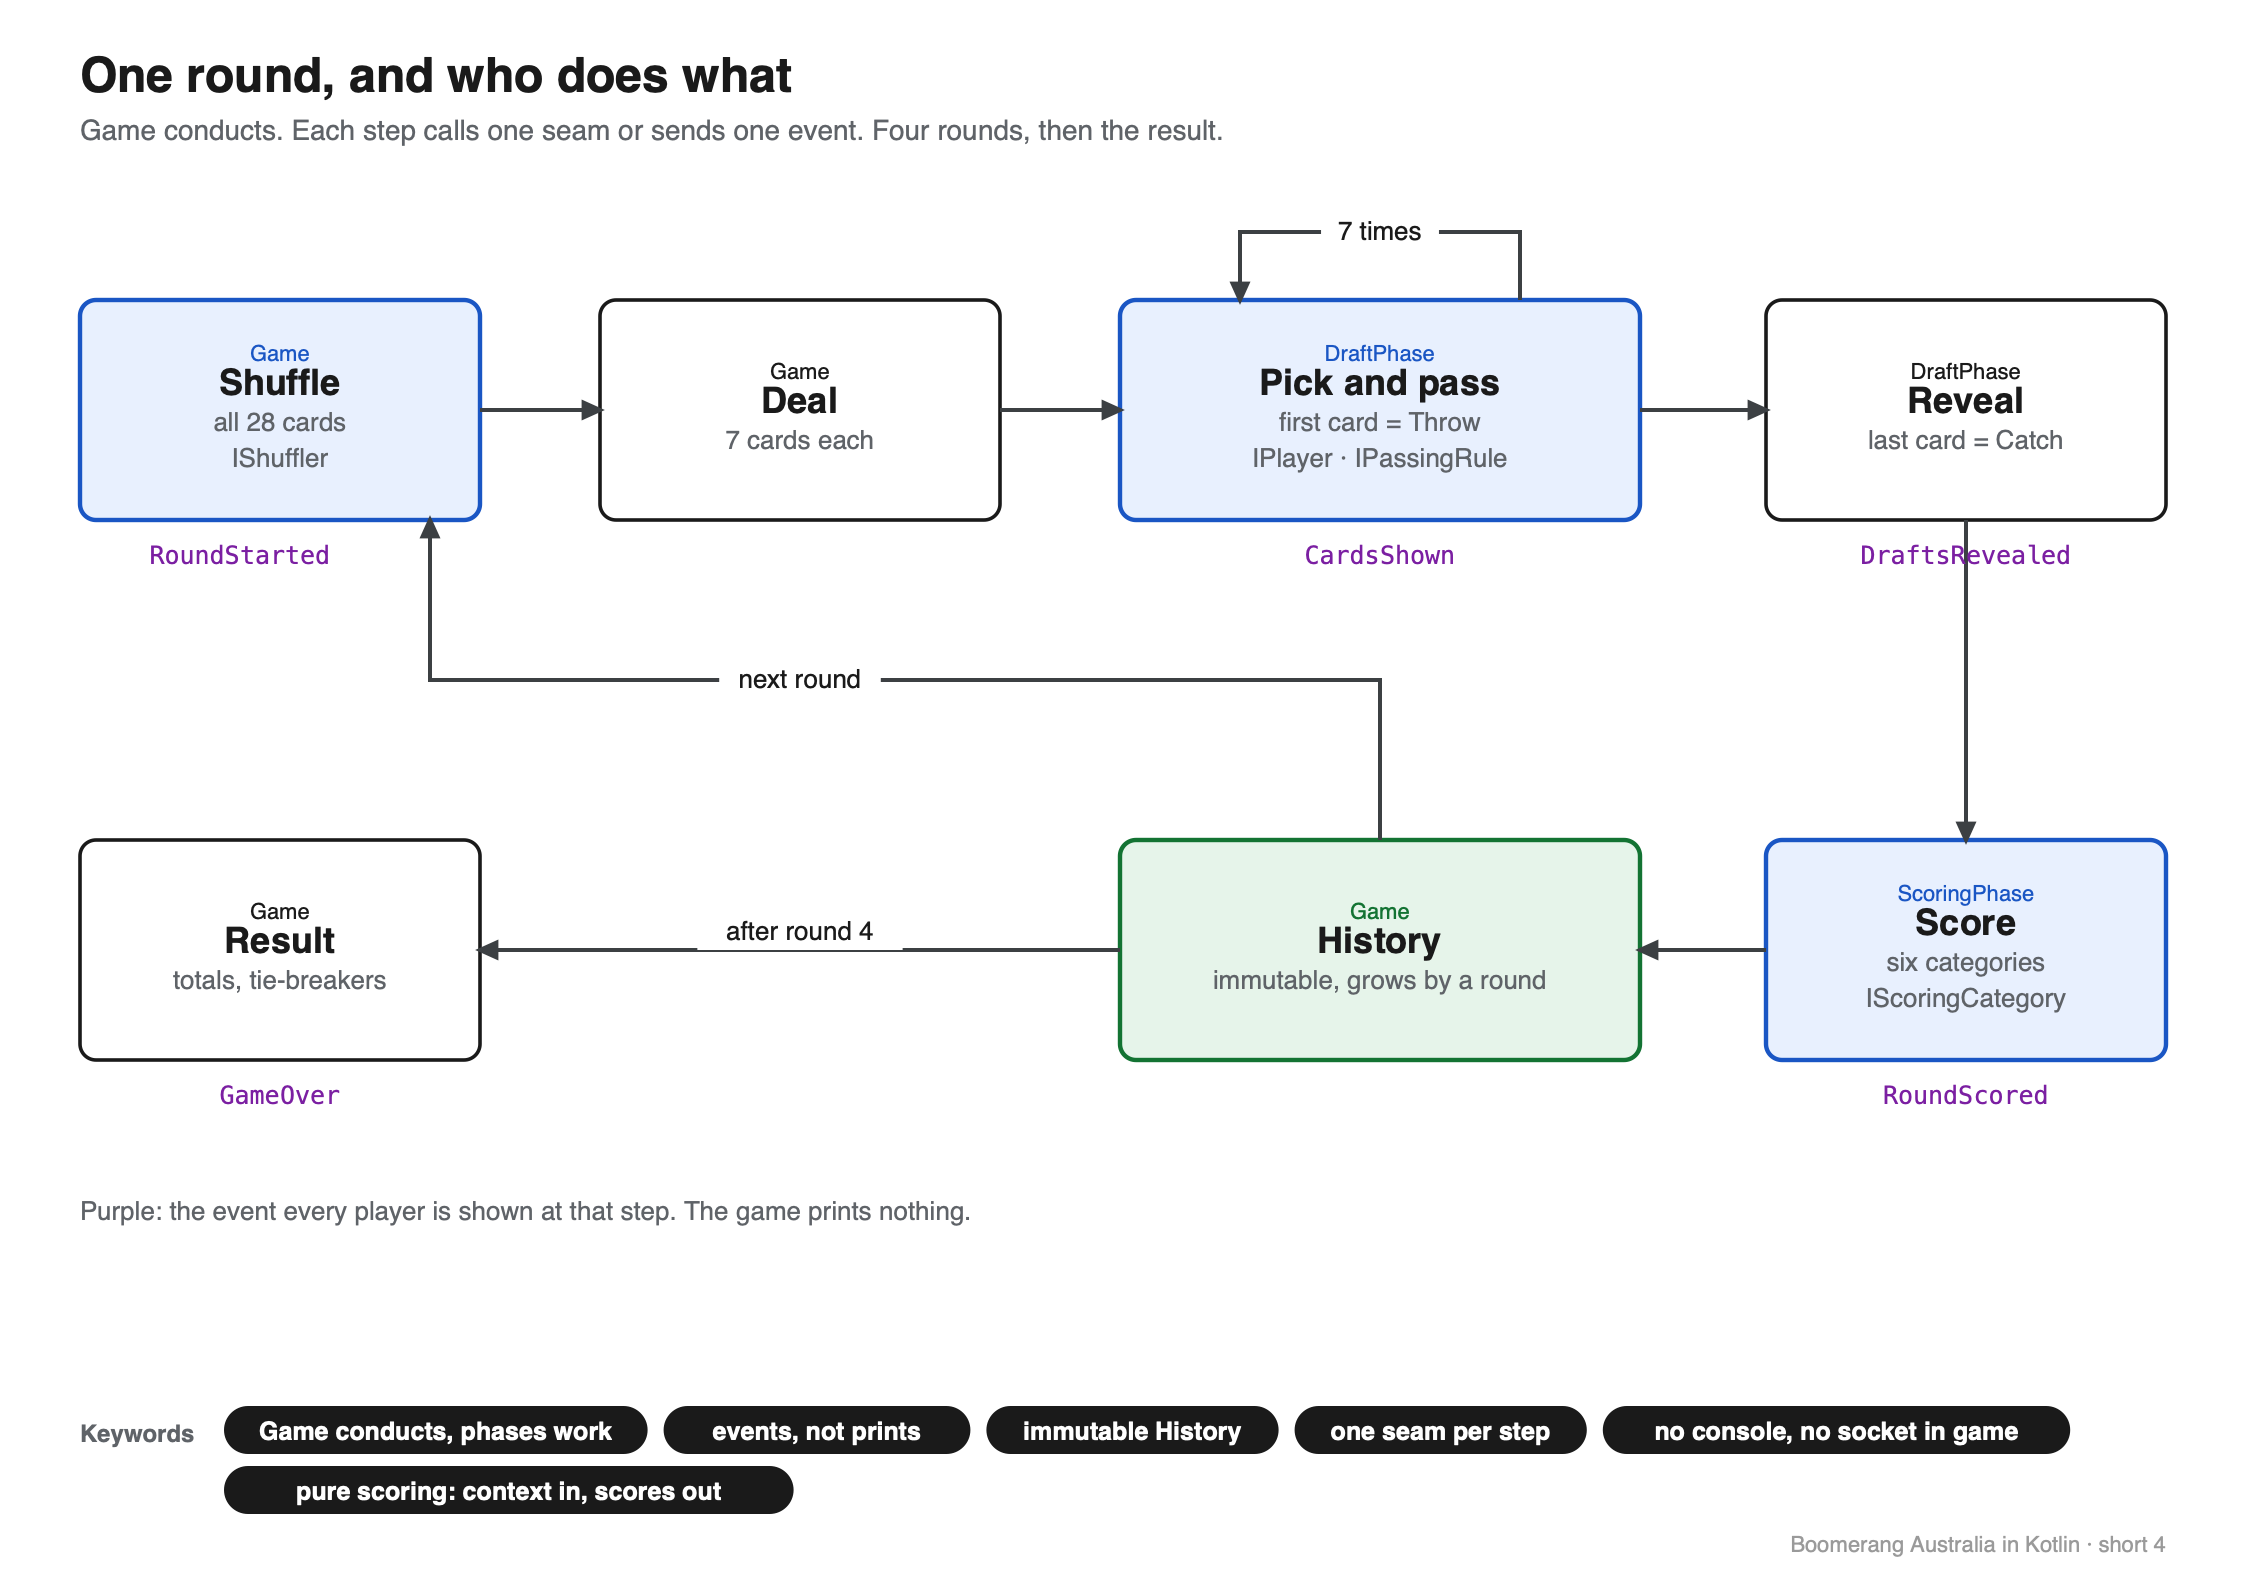 One round, and who does what
Game conducts. Each step calls one seam or sends one event. Four rounds, then the result.
7 times
Game
Shuffle
all 28 cards
IShuffler
RoundStarted
Game
Deal
7 cards each
DraftPhase
Pick and pass
first card = Throw
IPlayer · IPassingRule
CardsShown
DraftPhase
Reveal
last card = Catch
DraftsRevealed
next round
Game
Result
totals, tie-breakers
GameOver
after round 4
Game
History
immutable, grows by a round
ScoringPhase
Score
six categories
IScoringCategory
RoundScored
Purple: the event every player is shown at that step. The game prints nothing.
Keywords
Game conducts, phases work
events, not prints
immutable History
one seam per step
no console, no socket in game
pure scoring: context in, scores out
Boomerang Australia in Kotlin · short 4